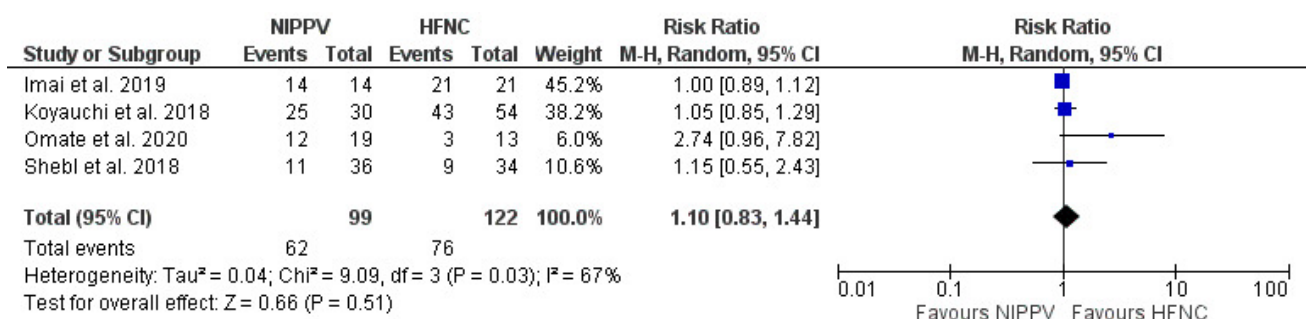 NIPPV HFNC Risk Ratio Risk Ratio
Study or Subgroup Events Total Events Total Weight M-H, Random, 95% CI M-H, Random, 95% CI
Imai et al. 2019 14 14 21 21 45.2% 1.00 [0.89, 1.12]
Koyauchi et al. 2018 25 30 43 54 38.2% 1.05 [0.85, 1.29]
Omate et al. 2020 12 19 3 13 6.0% 2.74 [0.96, 7.82]
Shebl et al. 2018 11 36 9 34 10.6% 1.15 [0.55, 2.43]
Total (95% CI) 99 122 100.0% 1.10 [0.83, 1.44]
Total events 62 76
Heterogeneity: Tau² = 0.04; Chi² = 9.09, df = 3 (P = 0.03); I² = 67%
Test for overall effect: Z = 0.66 (P = 0.51)
0.01 0.1 1 10 100
Favours NIPPV Favours HFNC